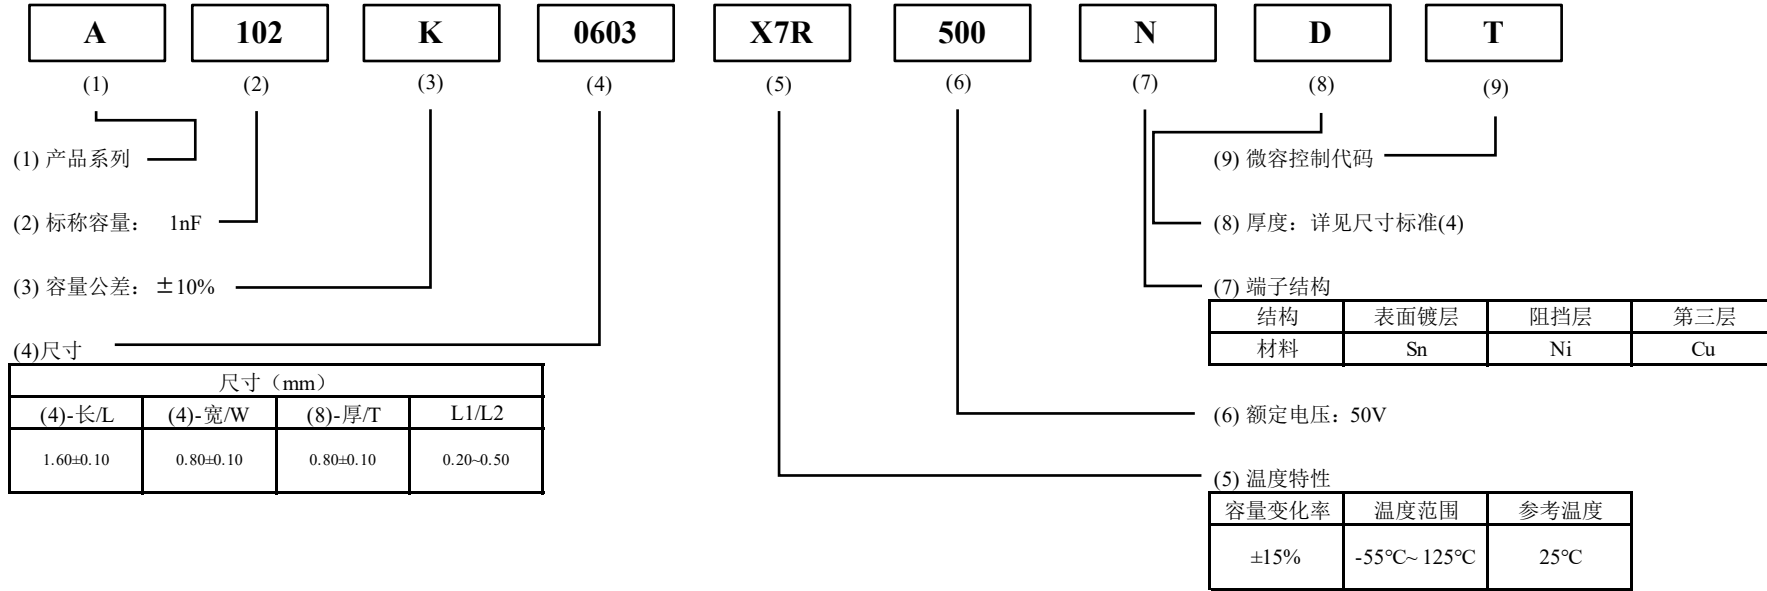 A 102 K 0603 X7R 500 N D T
(1) (2) (3) (4) (5) (6) (7) (8) (9)
(1) 产品系列
(9) 微容控制代码
(2) 标称容量： 1nF
(8) 厚度：详见尺寸标准(4)
(3) 容量公差：±10%
(7) 端子结构
结构 表面镀层 阻挡层 第三层
材料 Sn Ni Cu
(4)尺寸
尺寸（mm）
(4)-长/L (4)-宽/W (8)-厚/T L1/L2
1.60±0.10 0.80±0.10 0.80±0.10 0.20~0.50
(6) 额定电压：50V
(5) 温度特性
容量变化率 温度范围 参考温度
±15% -55℃~125℃ 25℃